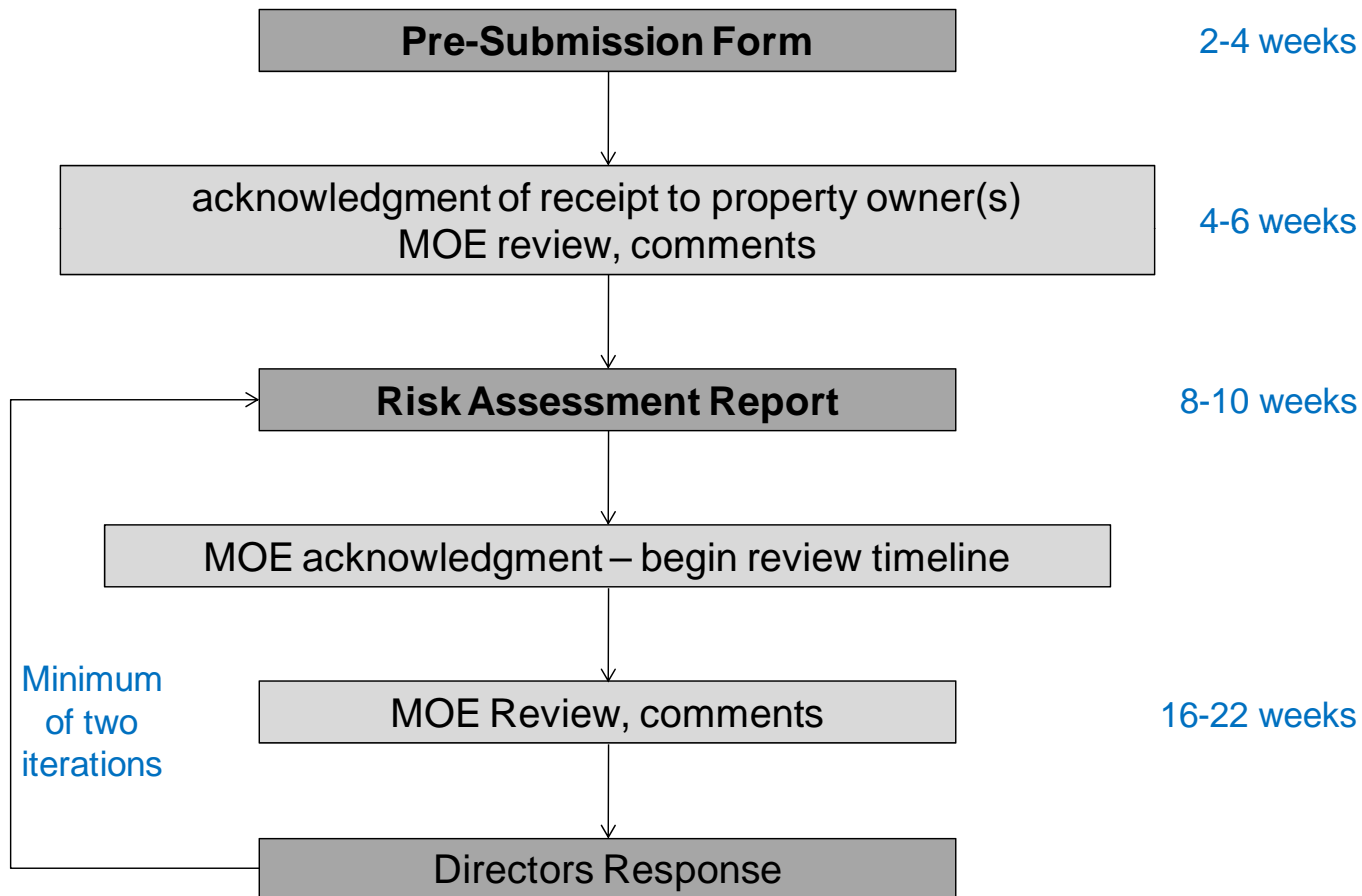 Pre-Submission Form
2-4 weeks
acknowledgment of receipt to property owner(s)
MOE review, comments
4-6 weeks
Risk Assessment Report
8-10 weeks
MOE acknowledgment – begin review timeline
Minimum
of two
iterations
MOE Review, comments
16-22 weeks
Directors Response